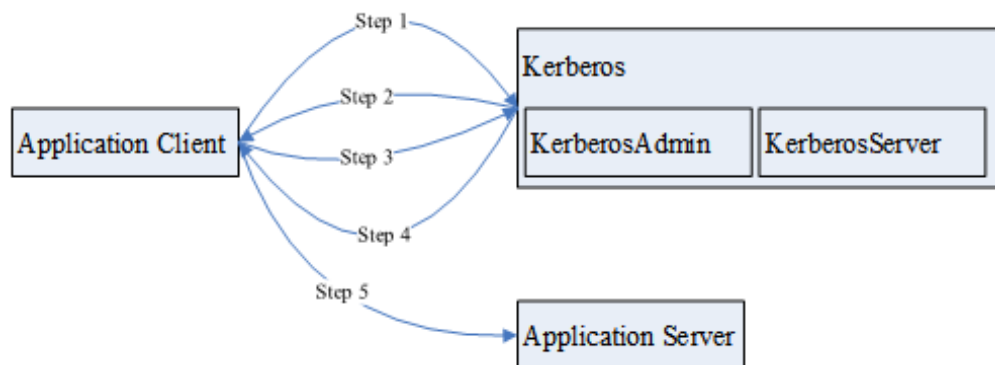 Step 1
Kerberos
Step 2
Application Client
KerberosAdmin
KerberosServer
Step 3
Step 4
Step 5
Application Server